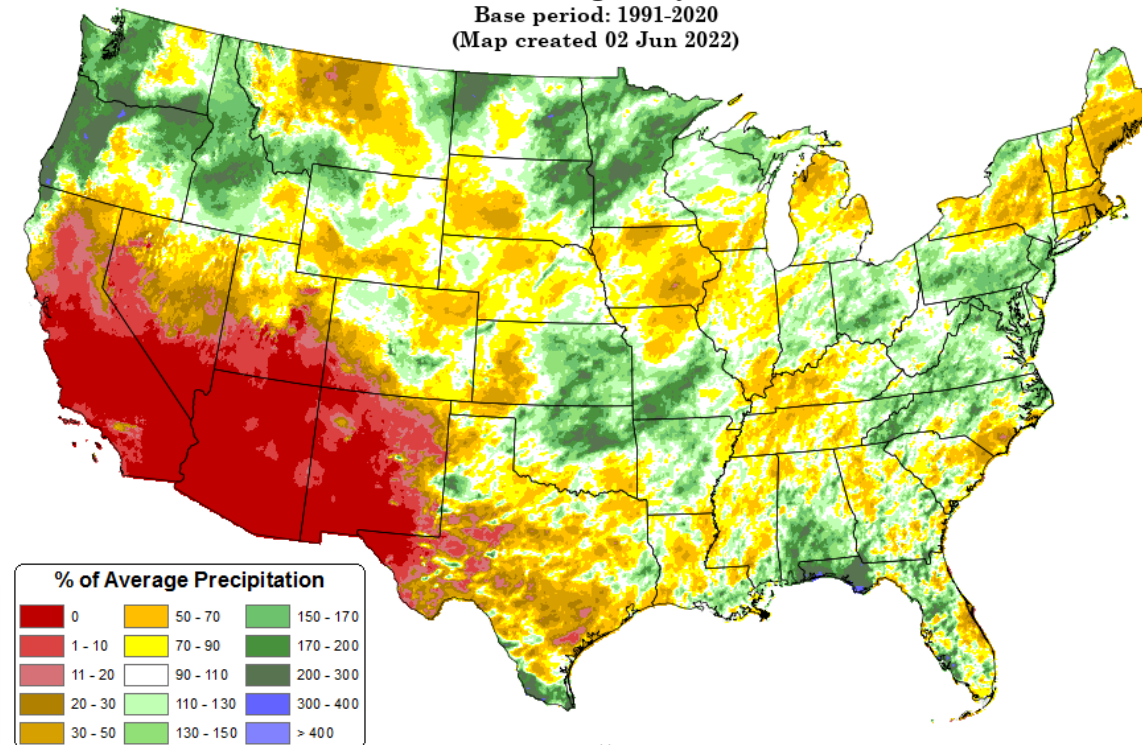 Base period: 1991-2020
(Map created 02 Jun 2022)
% of Average Precipitation
0
1 - 10
11 - 20
20 - 30
30 - 50
50 - 70
70 - 90
90 - 110
110 - 130
130 - 150
150 - 170
170 - 200
200 - 300
300 - 400
> 400